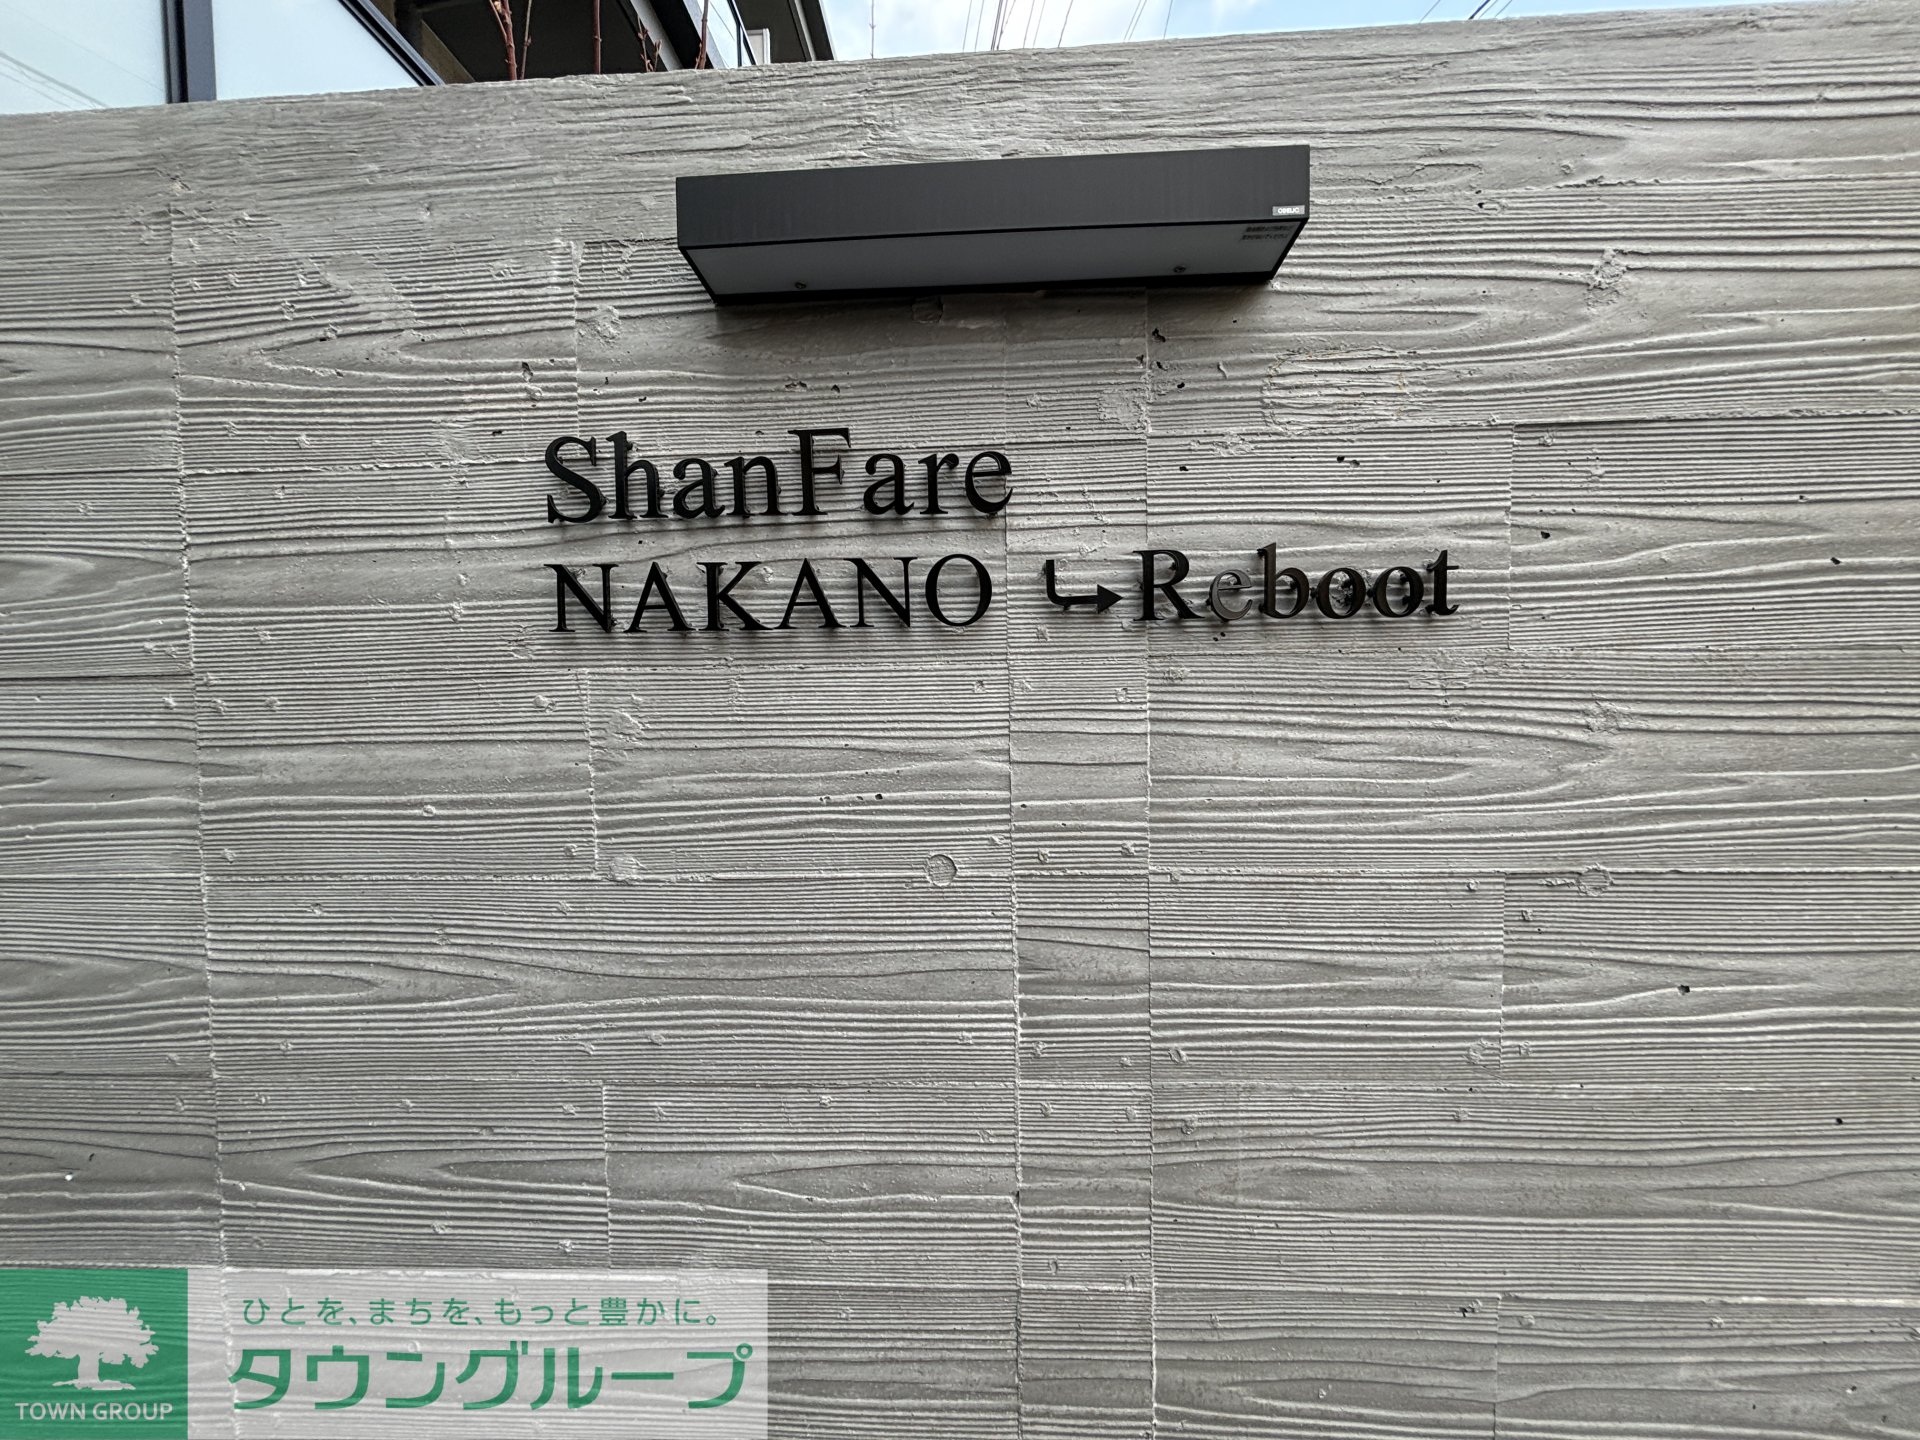 ShanFare
NAKANO ↳ Reboot
ひとを、まちを、もっと豊かに。
タウングループ
TOWN GROUP